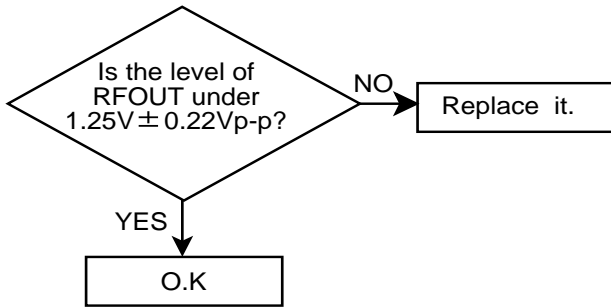 Is the level of
RFOUT under
1.25V ± 0.22Vp-p?
NO
Replace it.
YES
O.K